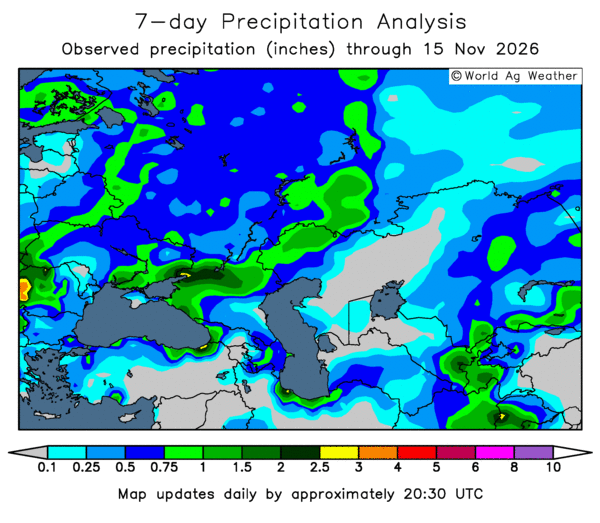 7-day Precipitation Analysis
Observed precipitation (inches) through 15 Nov 2026
© World Ag Weather
0.1 0.25 0.5 0.75 1 1.5 2 2.5 3 4 5 6 8 10
Map updates daily by approximately 20:30 UTC